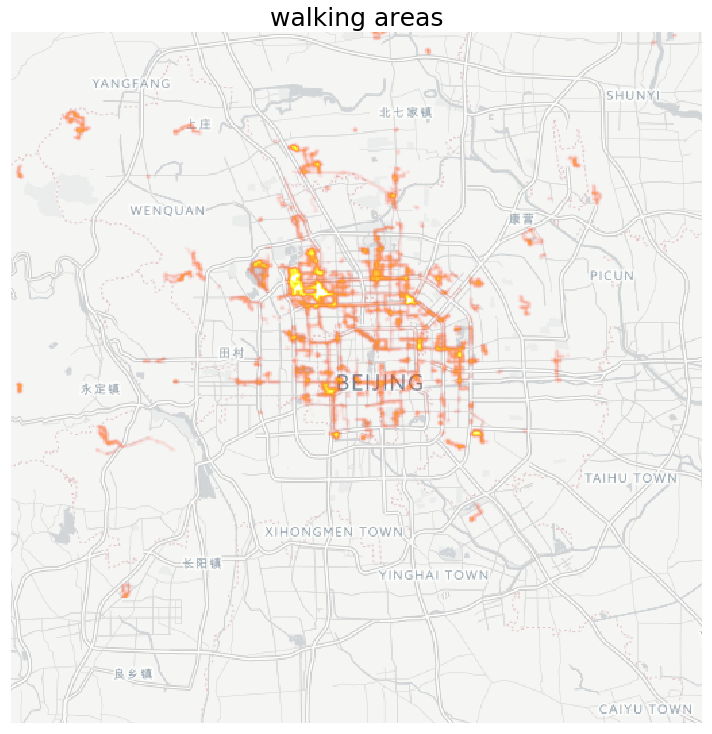 walking areas
YANGFANG
SHUNYI
北七家镇
上庄
WENQUAN
康营
PICUN
田村
永定镇
BEIJING
TAIHU TOWN
XIHONGMEN TOWN
长阳镇
YINGHAI TOWN
良乡镇
CAIYU TOWN